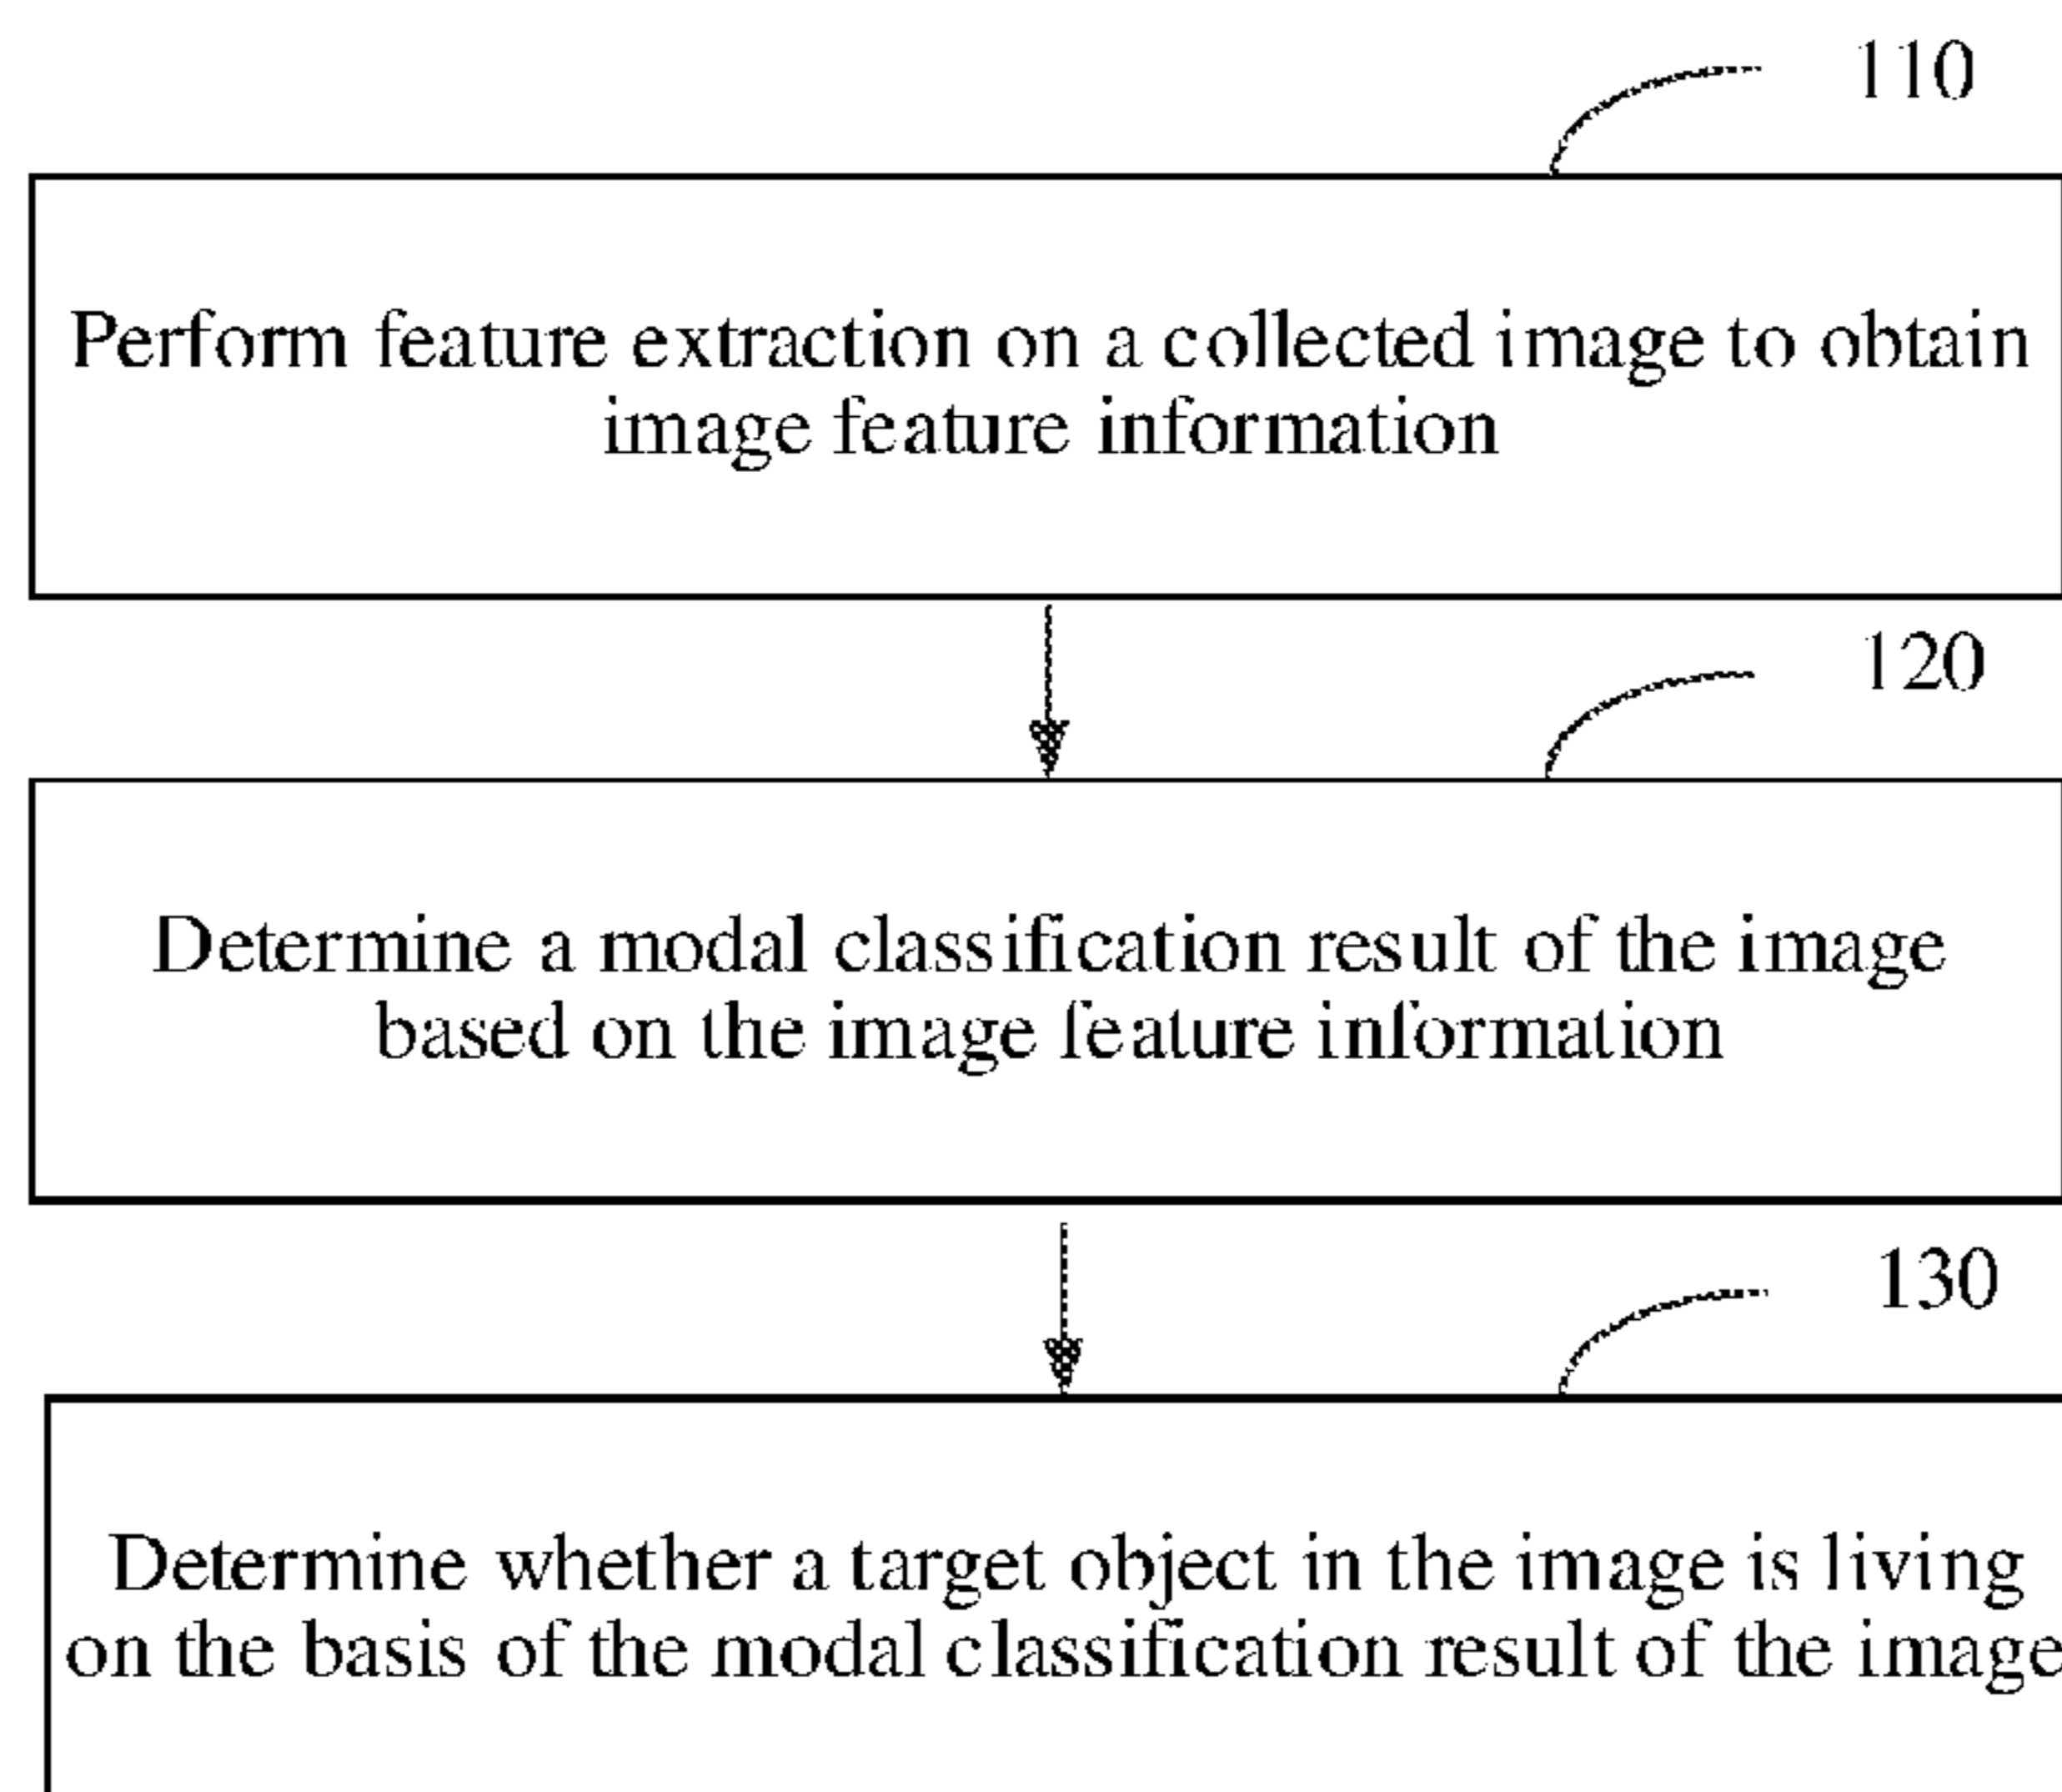 110
Perform feature extraction on a collected image to obtain
image feature information
120
Determine a modal classification result of the image
based on the image feature information
130
Determine whether a target object in the image is living
on the basis of the modal classification result of the image